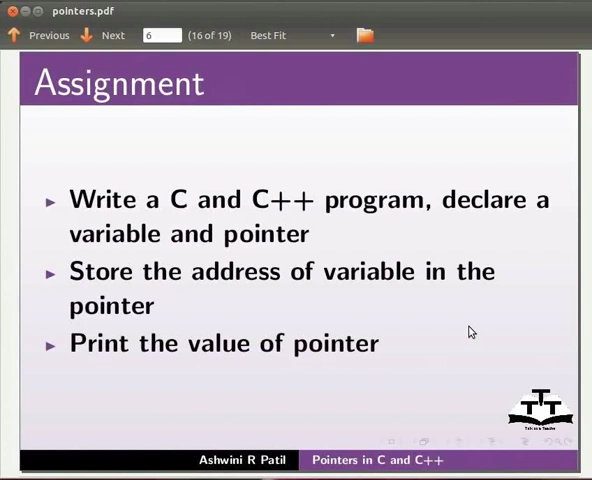 pointers.pdf
Previous Next 6 (16 of 19) Best Fit
Assignment
Write a C and C++ program, declare a
variable and pointer
Store the address of variable in the
pointer
Print the value of pointer
TTT
Ashwini R Patil Pointers in C and C++